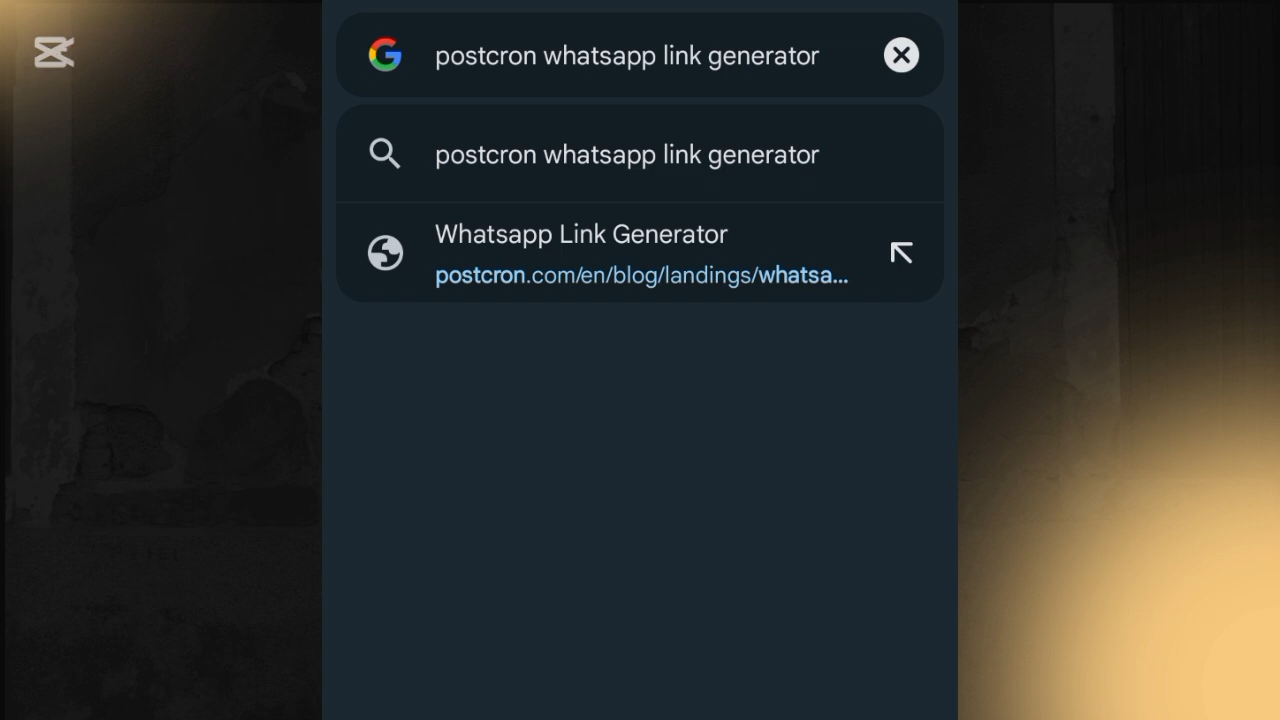 postcron whatsapp link generator
postcron whatsapp link generator
Whatsapp Link Generator
postcron.com/en/blog/landings/whatsa...